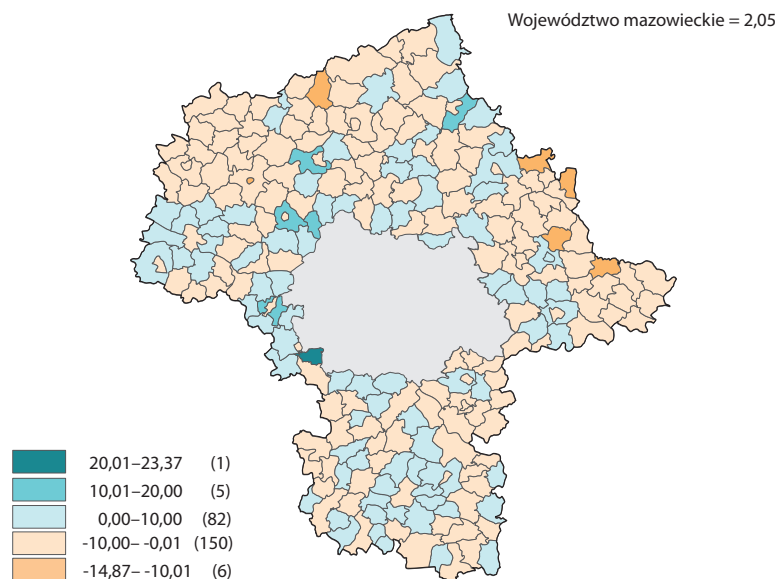 Województwo mazowieckie = 2,05
20,01–23,37 (1)
10,01–20,00 (5)
0,00–10,00 (82)
-10,00– -0,01 (150)
-14,87– -10,01 (6)